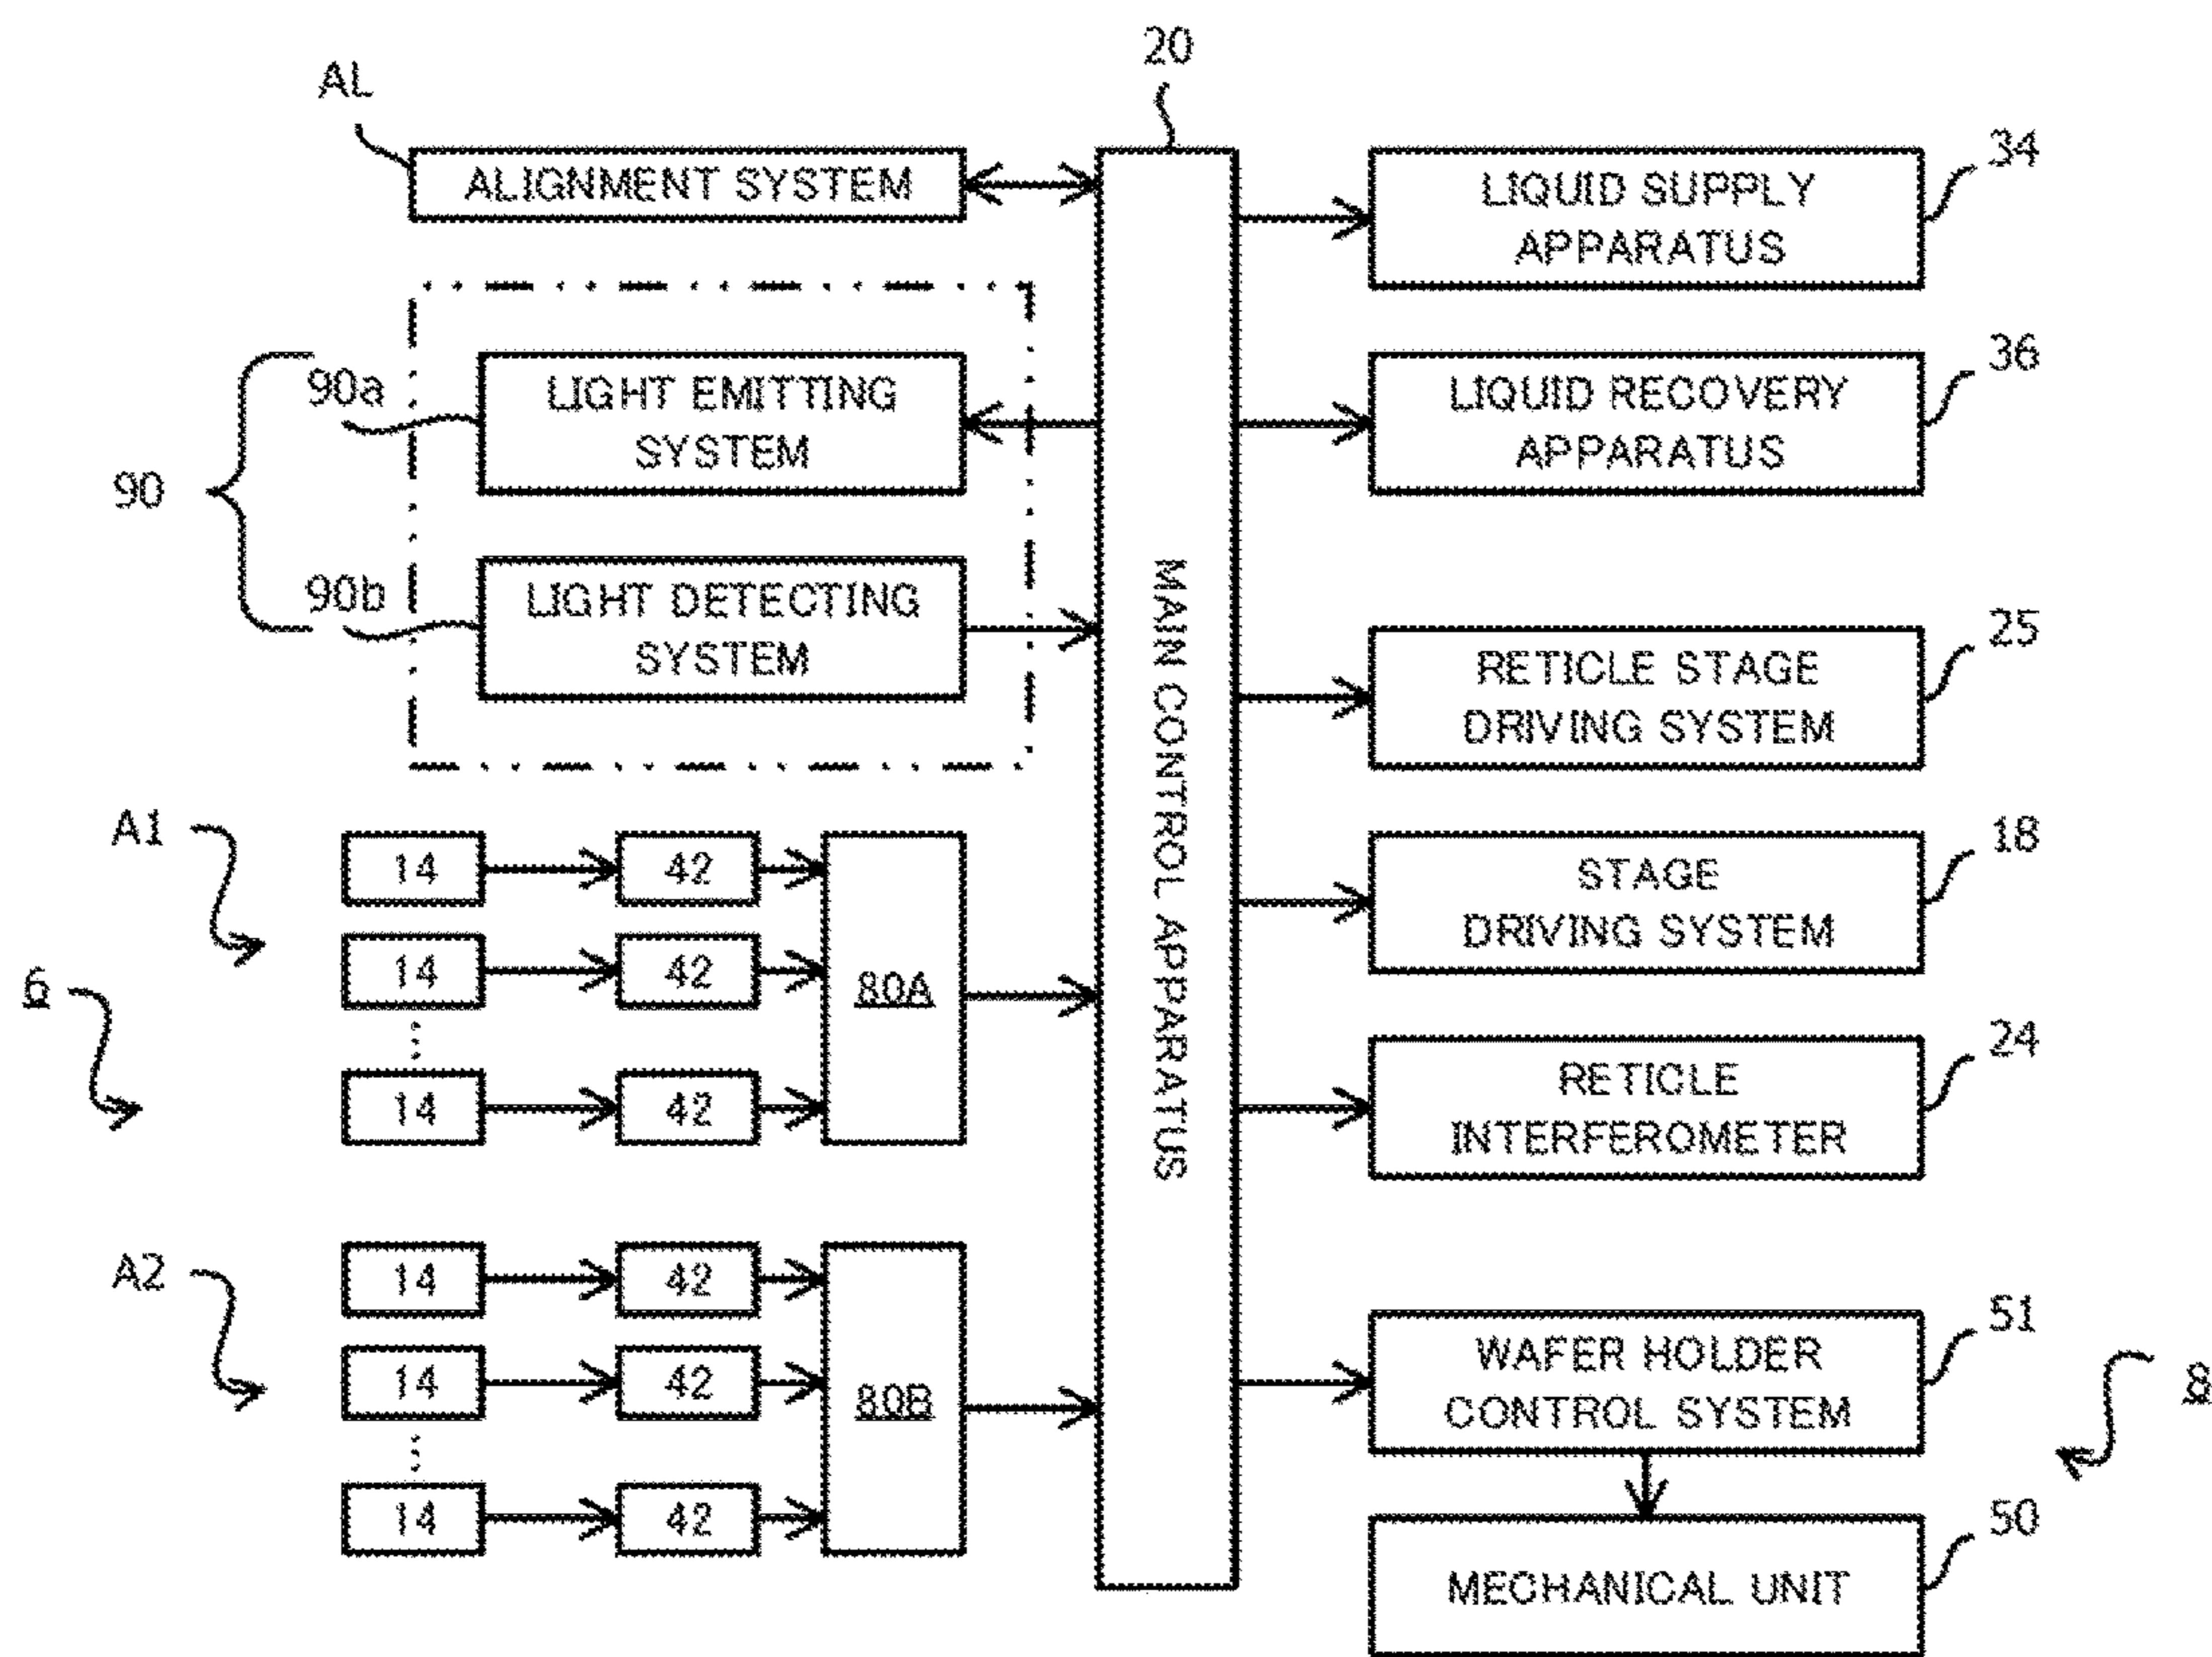 20
AL
ALIGNMENT SYSTEM
LIQUID SUPPLY
APPARATUS
34
90
90a
LIGHT EMITTING
SYSTEM
90b
LIGHT DETECTING
SYSTEM
LIQUID RECOVERY
APPARATUS
36
MAIN CONTROL APPARATUS
RETICLE STAGE
DRIVING SYSTEM
25
STAGE
DRIVING SYSTEM
18
RETICLE
INTERFEROMETER
24
6
A1
14 42
14 42
14 42
80A
A2
14 42
14 42
14 42
80B
WAFER HOLDER
CONTROL SYSTEM
51
8
MECHANICAL UNIT
50